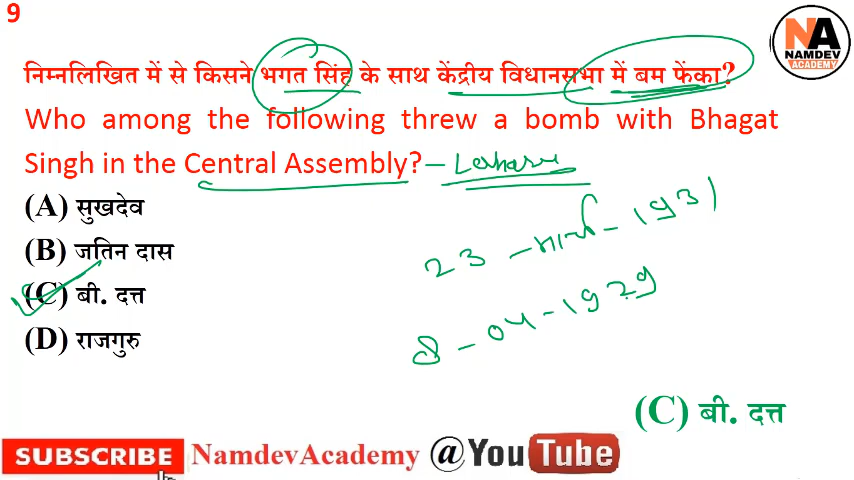 9
NA
NAMDEV
ACADEMY
निम्नलिखित में से किसने भगत सिंह के साथ केंद्रीय विधानसभा में बम फेंका?
Who among the following threw a bomb with Bhagat
Singh in the Central Assembly? –
(A) सुखदेव
(B) जतिन दास
(C) बी. दत्त
(D) राजगुरु
23 – मार्च – 1931
8 – 04 – 1929
(C) बी. दत्त
SUBSCRIBE NamdevAcademy @YouTube